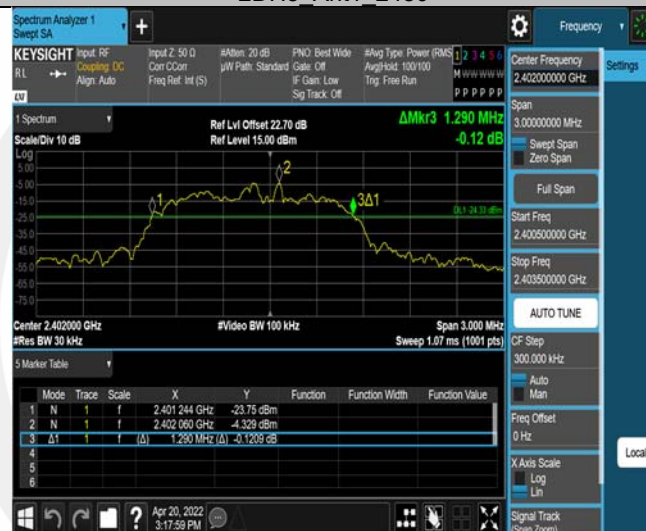 Spectrum Analyzer 1
Swept SA
+
Frequency
KEYSIGHT
RL
Input: RF
Coupling: DC
Align: Auto
Input Z: 50 Ω
Corr CCorr
Freq Ref: Int (S)
#Atten: 20 dB
µW Path: Standard
PNO: Best Wide
Gate: Off
IF Gain: Low
Sig Track: Off
#Avg Type: Power (RMS
Avg|Hold: 100/100
Trig: Free Run
1 2 3 4 5 6
M W W W W W
P P P P P P
Center Frequency
2.402000000 GHz
Settings
1 Spectrum
Scale/Div 10 dB
Ref Lvl Offset 22.70 dB
Ref Level 15.00 dBm
ΔMkr3 1.290 MHz
-0.12 dB
Span
3.00000000 MHz
Swept Span
Zero Span
Full Span
Log
5.00
-5.00
-15.0
-25.0
-35.0
-45.0
-55.0
-65.0
-75.0
1
2
3Δ1
DL1 -24.33 dBm
Start Freq
2.400500000 GHz
Stop Freq
2.403500000 GHz
AUTO TUNE
Center 2.402000 GHz
#Res BW 30 kHz
#Video BW 100 kHz
Span 3.000 MHz
Sweep 1.07 ms (1001 pts)
CF Step
300.000 kHz
Auto
Man
5 Marker Table
Mode Trace Scale X Y Function Function Width Function Value
1 N 1 f 2.401 244 GHz -23.75 dBm
2 N 1 f 2.402 060 GHz -4.329 dBm
3 Δ1 1 f (Δ) 1.290 MHz (Δ) -0.1209 dB
4
5
6
Freq Offset
0 Hz
X Axis Scale
Log
Lin
Local
Signal Track
(Span Zoom)
?
Apr 20, 2022
3:17:59 PM